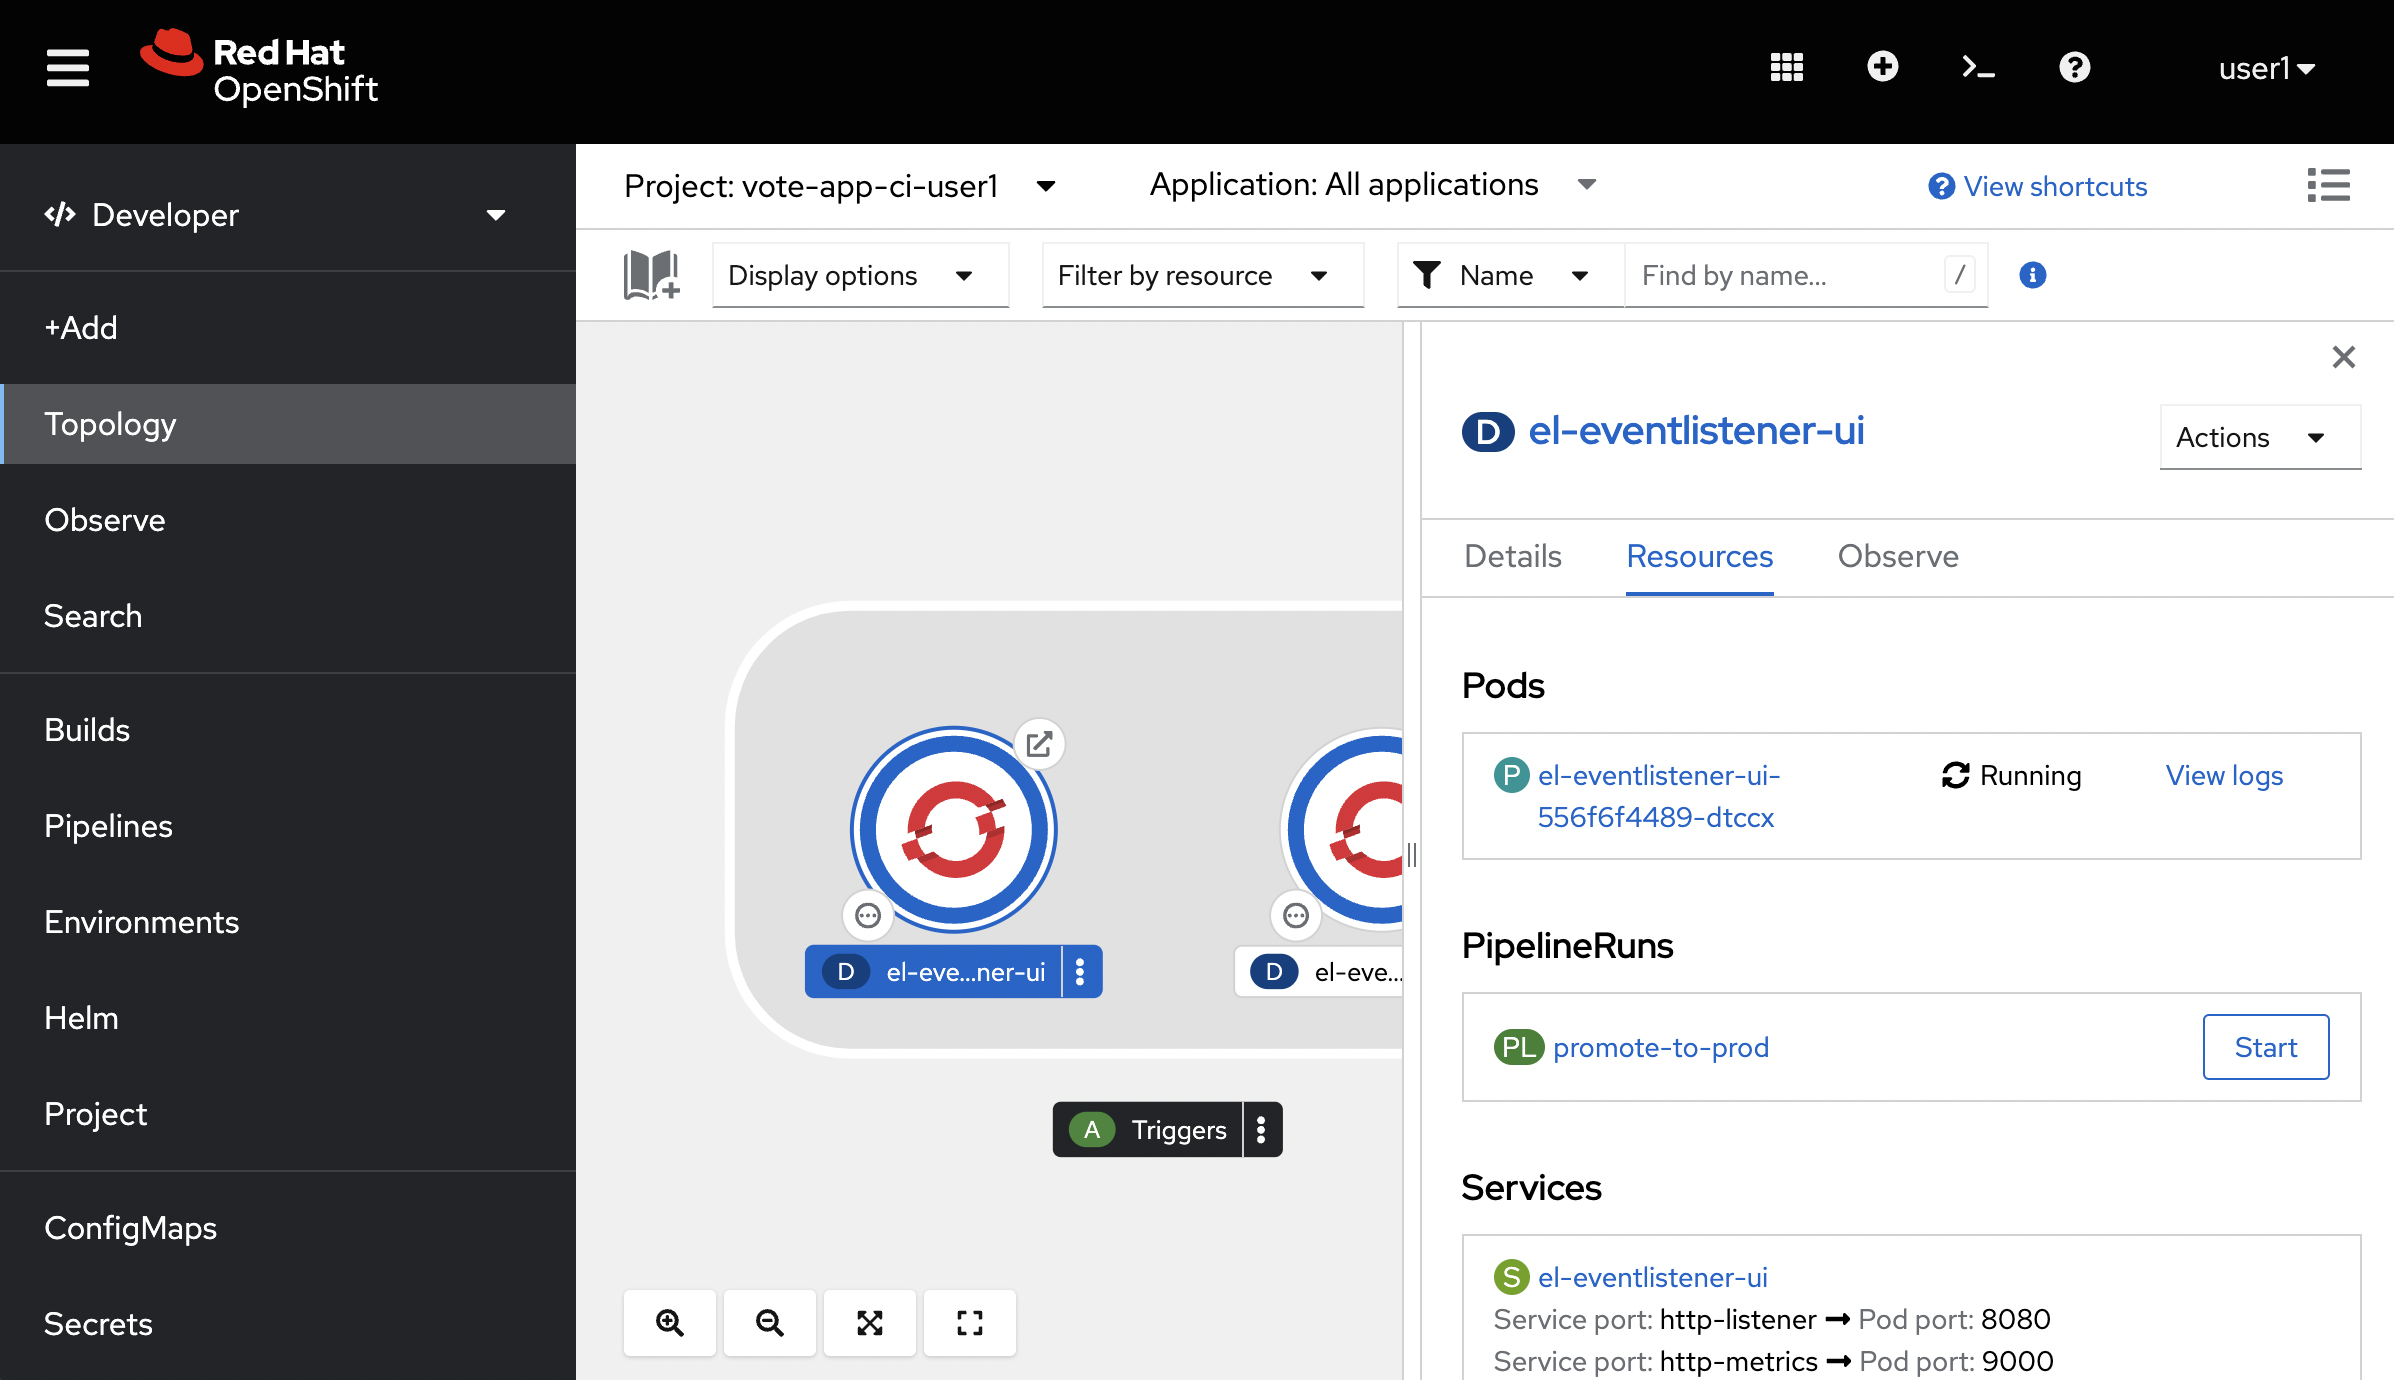 Red Hat
OpenShift
user1
Developer
+Add
Topology
Observe
Search
Builds
Pipelines
Environments
Helm
Project
ConfigMaps
Secrets
Project: vote-app-ci-user1
Application: All applications
View shortcuts
Display options
Filter by resource
Name
Find by name...
/
D el-eve...ner-ui
D el-eve...
A Triggers
D el-eventlistener-ui
Actions
Details
Resources
Observe
Pods
P el-eventlistener-ui-
556f6f4489-dtccx
Running
View logs
PipelineRuns
PL promote-to-prod
Start
Services
S el-eventlistener-ui
Service port: http-listener → Pod port: 8080
Service port: http-metrics → Pod port: 9000